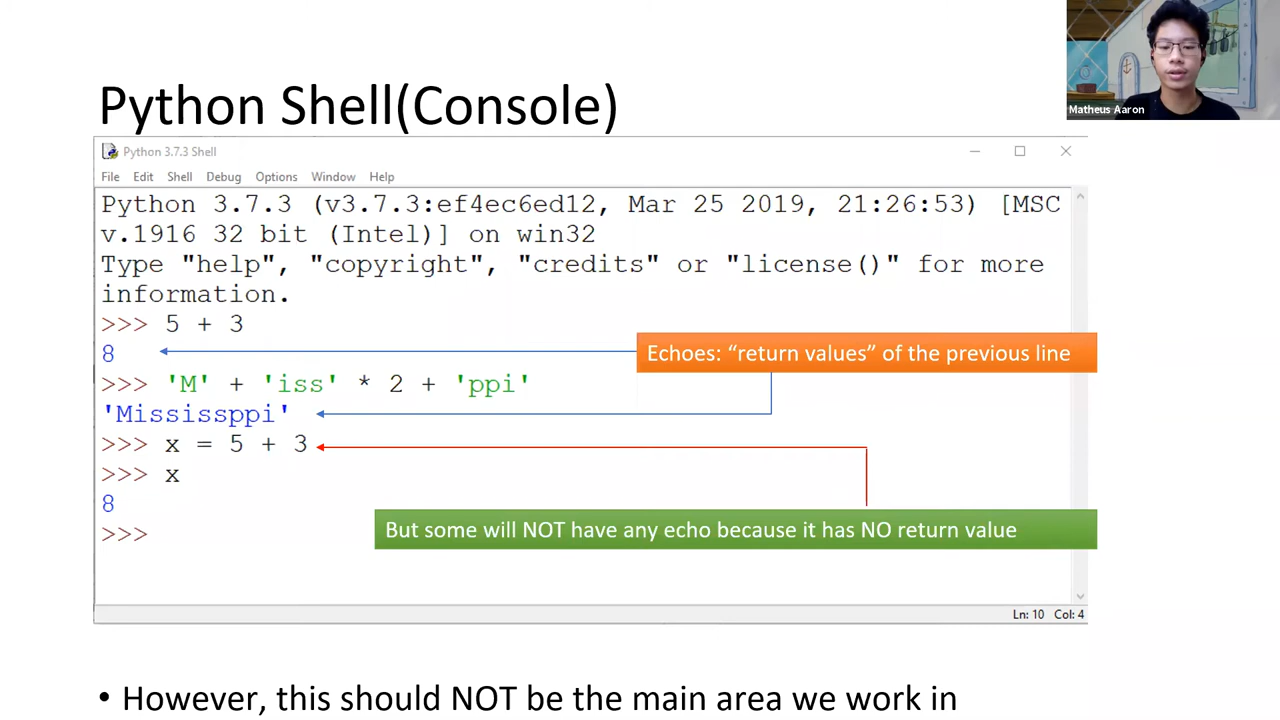 Matheus Aaron
Python Shell(Console)
Python 3.7.3 Shell
File Edit Shell Debug Options Window Help
Python 3.7.3 (v3.7.3:ef4ec6ed12, Mar 25 2019, 21:26:53) [MSC
v.1916 32 bit (Intel)] on win32
Type "help", "copyright", "credits" or "license()" for more
information.
>>> 5 + 3
8
Echoes: “return values” of the previous line
>>> 'M' + 'iss' * 2 + 'ppi'
'Mississppi'
>>> x = 5 + 3
>>> x
8
>>>
But some will NOT have any echo because it has NO return value
Ln: 10 Col: 4
• However, this should NOT be the main area we work in